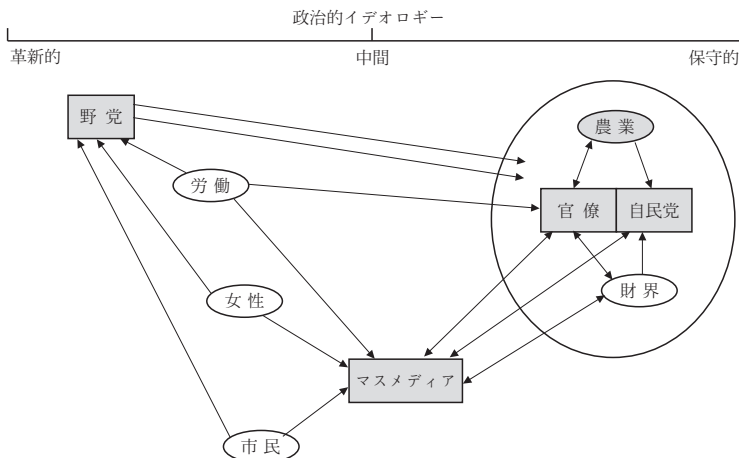 政治的イデオロギー
革新的 中間 保守的
野党
農業
労働
官僚 自民党
女性
財界
マスメディア
市民